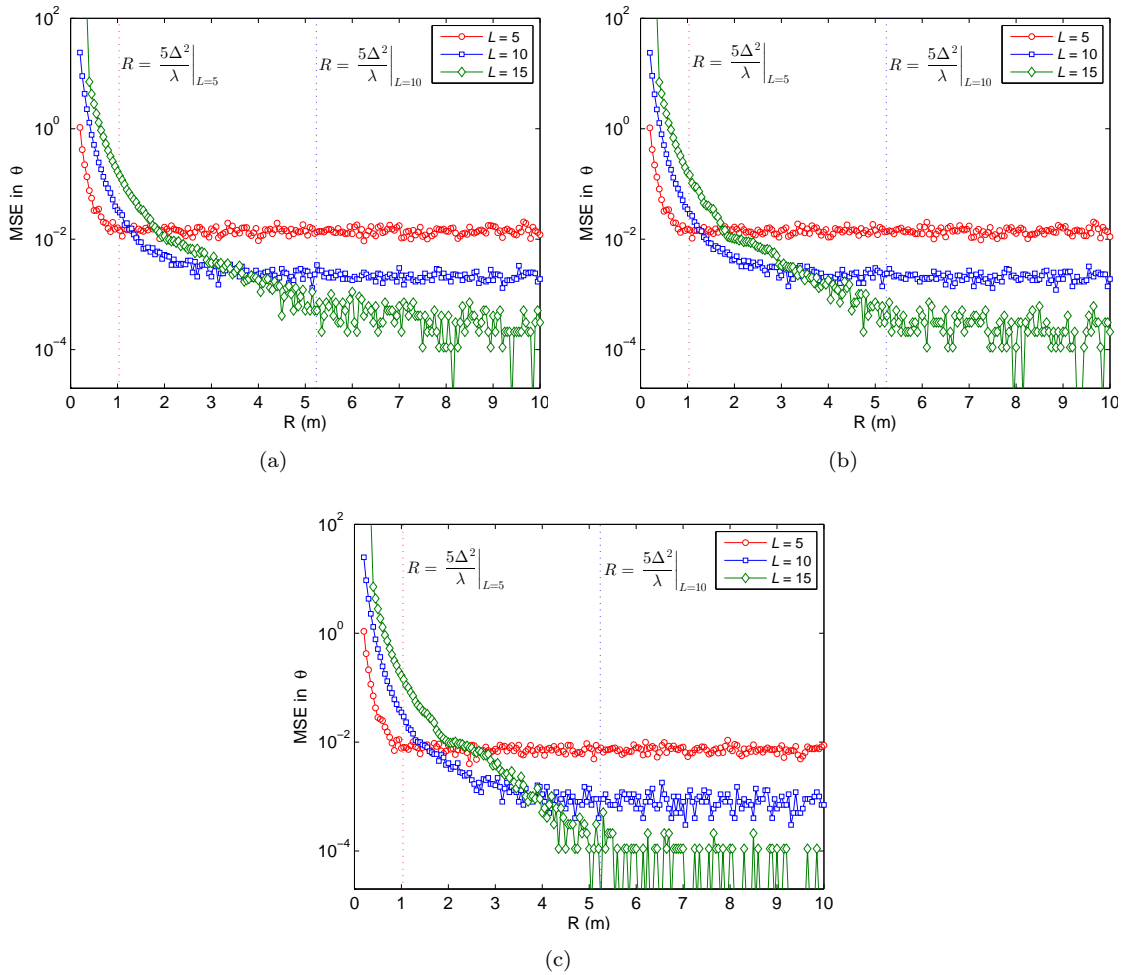 10^2
10^0
10^-2
10^-4
MSE in θ
0 1 2 3 4 5 6 7 8 9 10
R (m)
R = 5Δ^2/λ |_{L=5}
R = 5Δ^2/λ |_{L=10}
L = 5
L = 10
L = 15
(a)
10^2
10^0
10^-2
10^-4
MSE in θ
0 1 2 3 4 5 6 7 8 9 10
R (m)
R = 5Δ^2/λ |_{L=5}
R = 5Δ^2/λ |_{L=10}
L = 5
L = 10
L = 15
(b)
10^2
10^0
10^-2
10^-4
MSE in θ
0 1 2 3 4 5 6 7 8 9 10
R (m)
R = 5Δ^2/λ |_{L=5}
R = 5Δ^2/λ |_{L=10}
L = 5
L = 10
L = 15
(c)